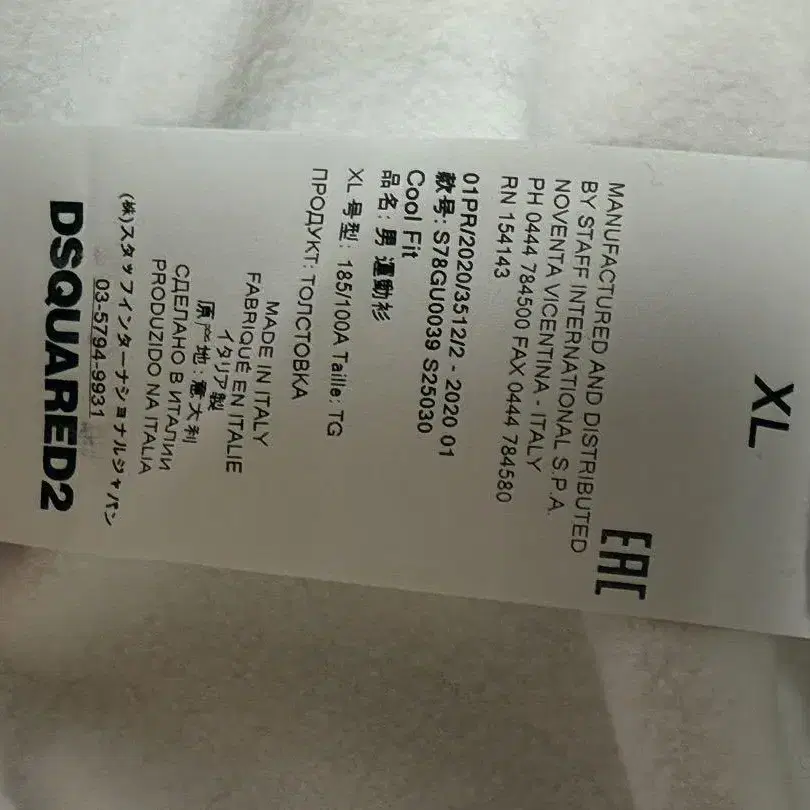 XL
EAC
MANUFACTURED AND DISTRIBUTED
BY STAFF INTERNATIONAL S.P.A.
NOVENTA VICENTINA - ITALY
PH 0444 784500 FAX 0444 784580
RN 154143
01PR/2020/3512/2 - 2020 01
款号: S78GU0039 S25030
Cool Fit
品名: 男 運動衫
XL 号型: 185/100A Taille: TG
ПРОДУКТ: ТОЛСТОВКА
MADE IN ITALY
FABRIQUÉ EN ITALIE
イタリア製
原产地: 意大利
СДЕЛАНО В ИТАЛИИ
PRODUZIDO NA ITALIA
(株)スタッフインターナショナルジャパン
03-5794-9931
DSQUARED2